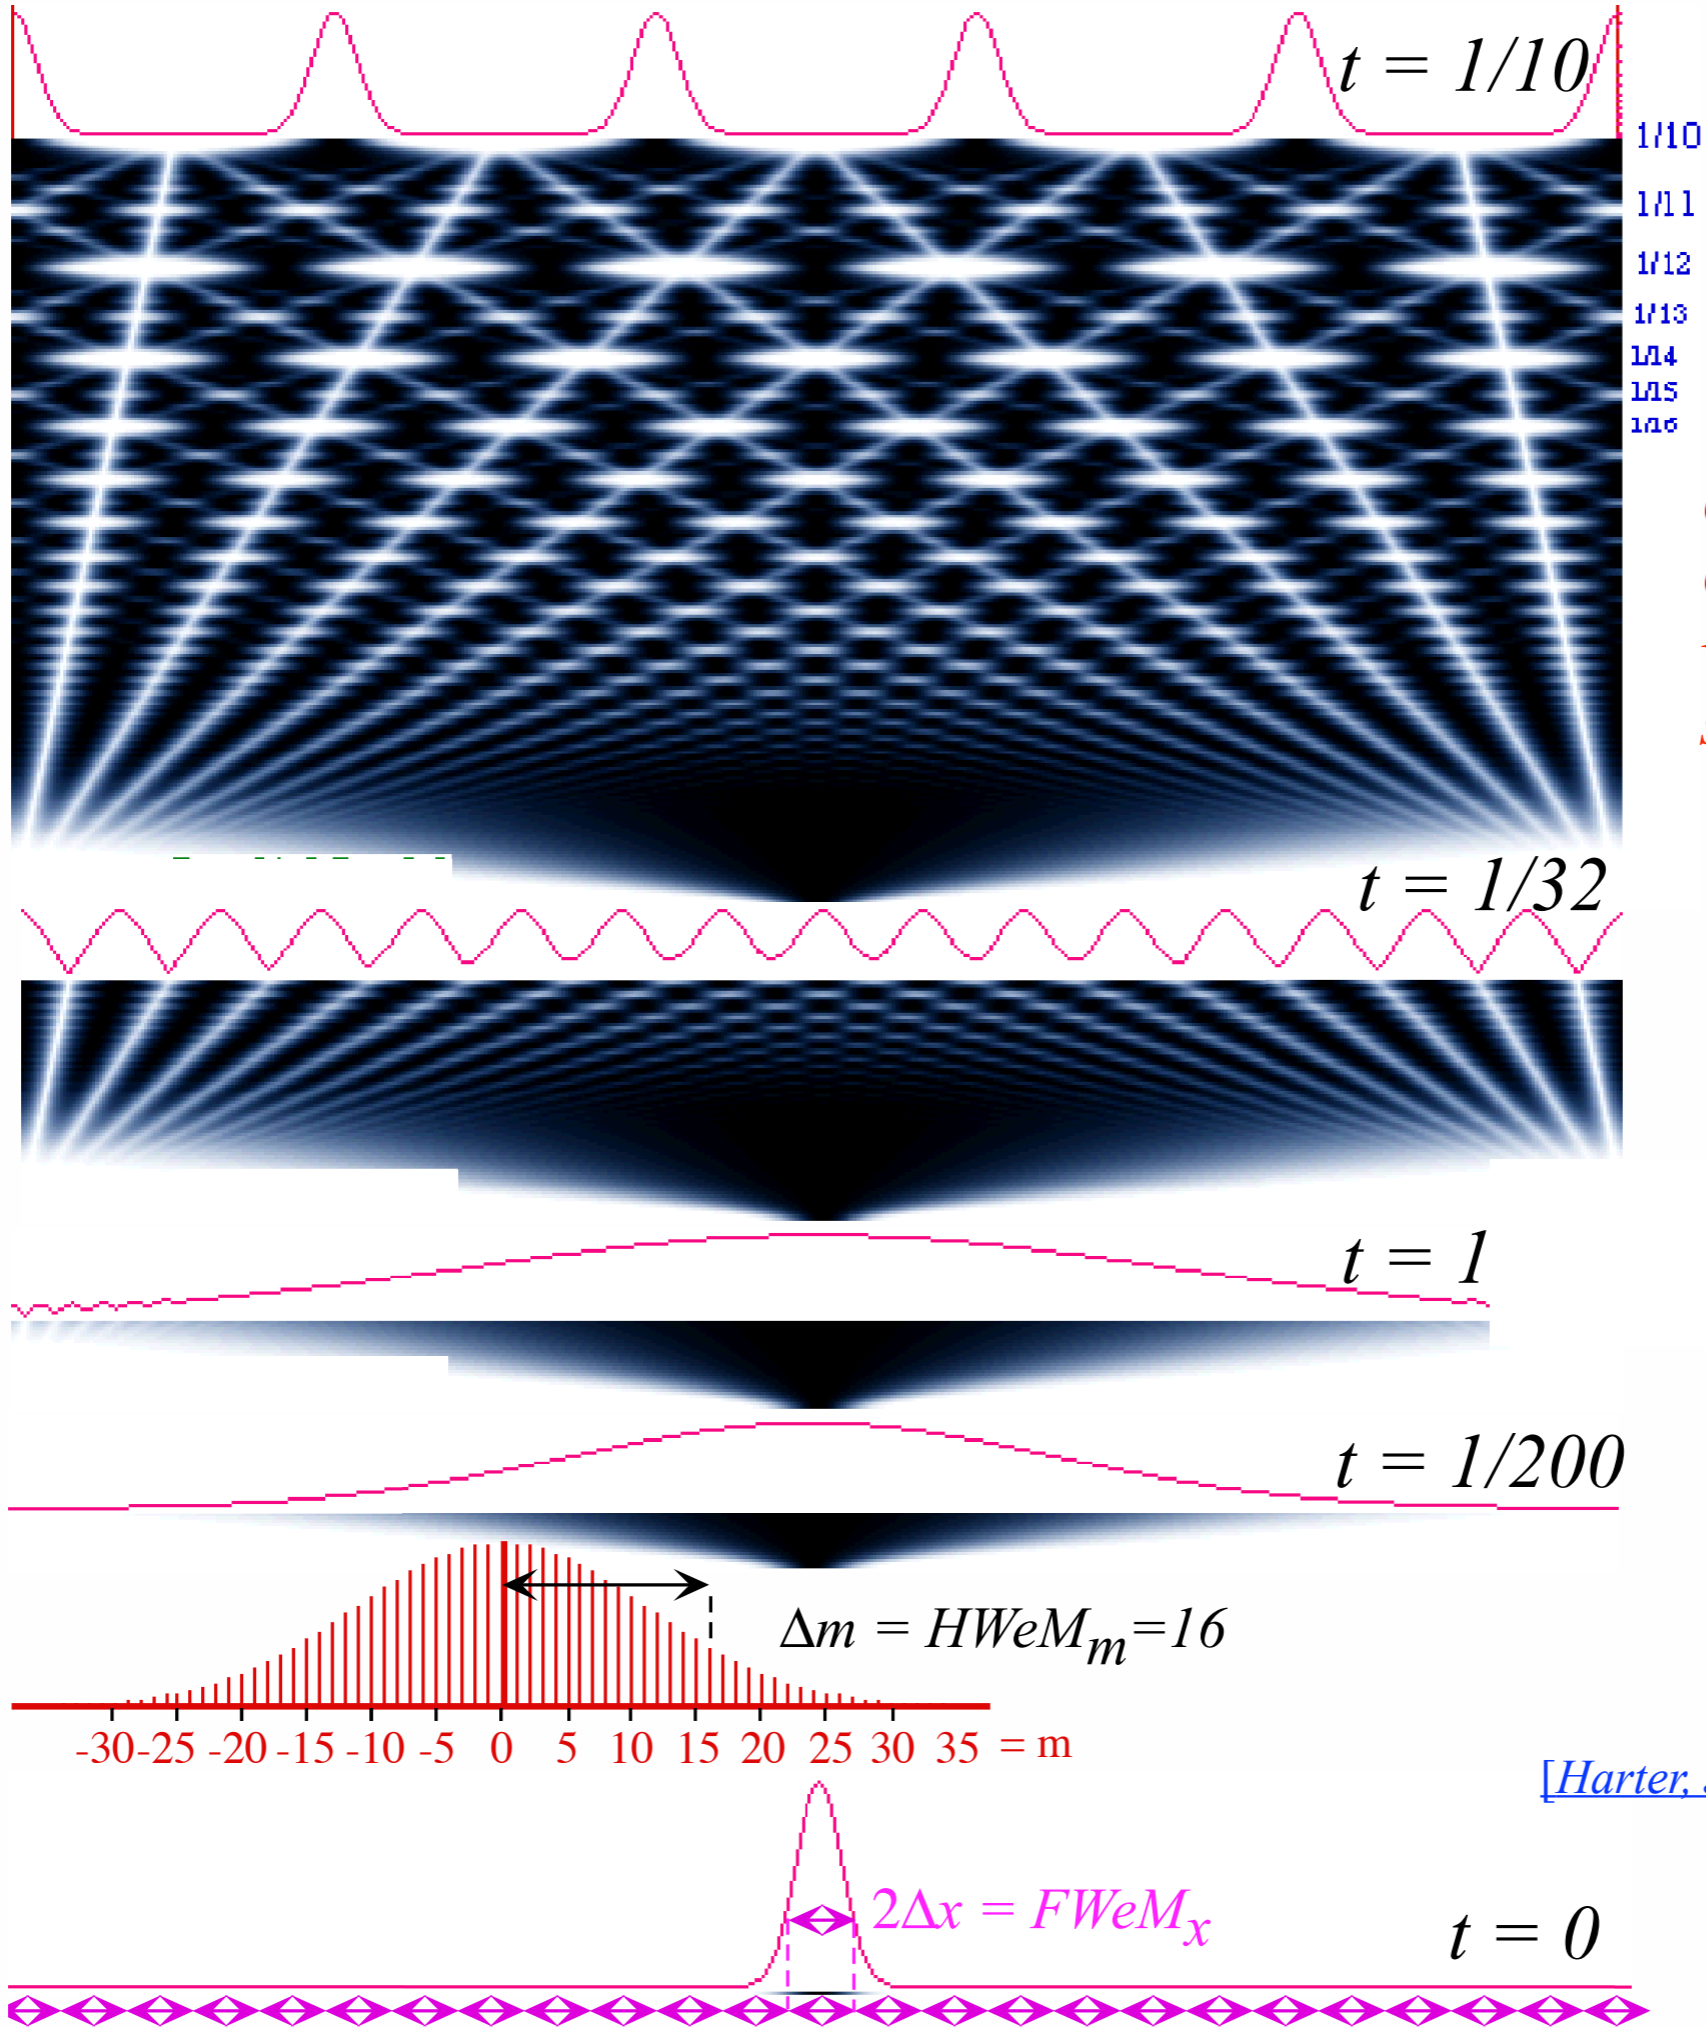 t = 1/10
1/10
1/11
1/12
1/13
1/14
1/15
1/16
t = 1/32
t = 1
t = 1/200
Δm = HWeMm=16
-30 -25 -20 -15 -10 -5 0 5 10 15 20 25 30 35 = m
[Harter,
2Δx = FWeMx
t = 0